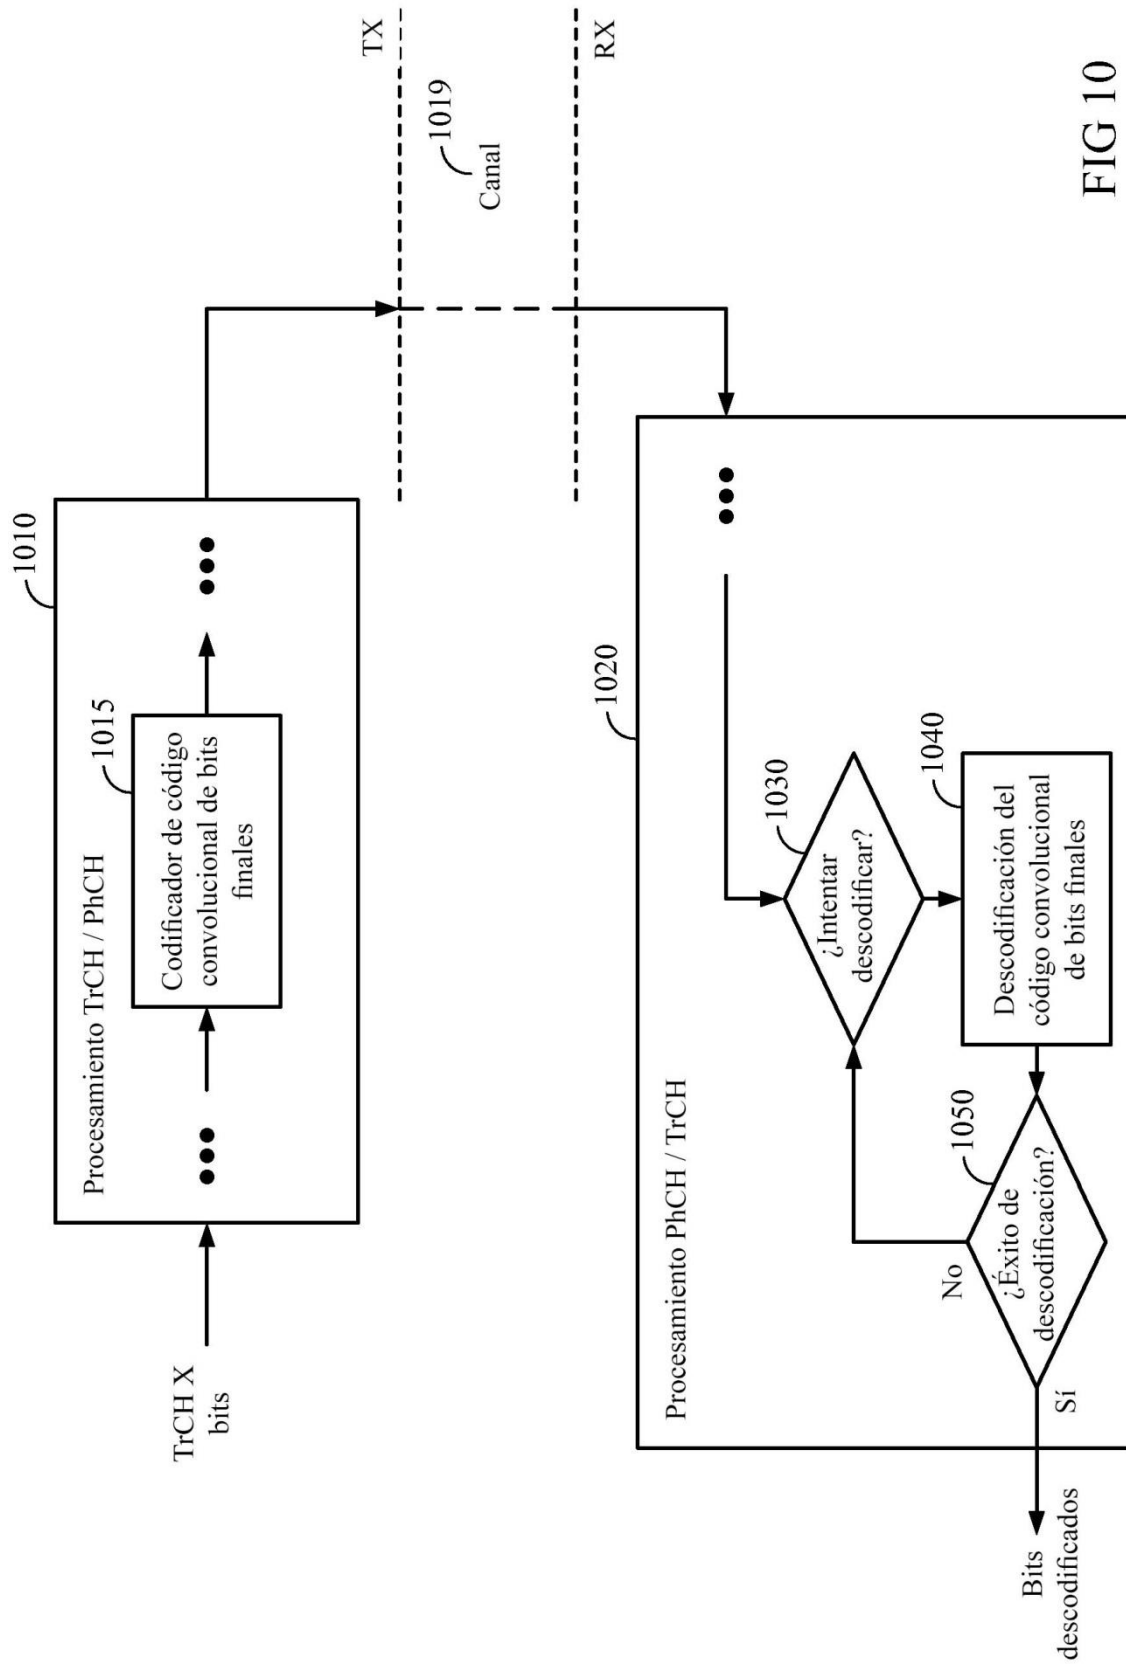 1010
Procesamiento TrCH / PhCH
1015
TrCH X
bits
Codificador de código
convolucional de bits
finales
TX
1019
Canal
RX
1020
Procesamiento PhCH / TrCH
1030
¿Intentar
descodificar?
1040
Descodificación del
código convolucional
de bits finales
1050
¿Éxito de
descodificación?
No
Sí
Bits
descodificados
FIG 10